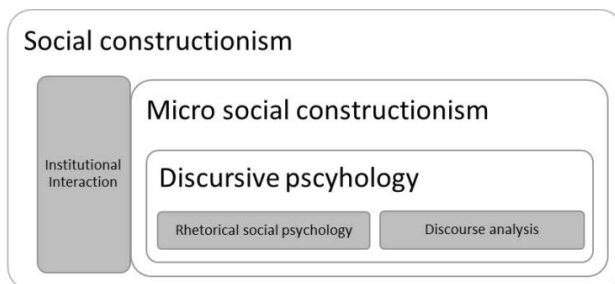 Social constructionism
Micro social constructionism
Institutional
Interaction
Discursive pscyhology
Rhetorical social psychology
Discourse analysis